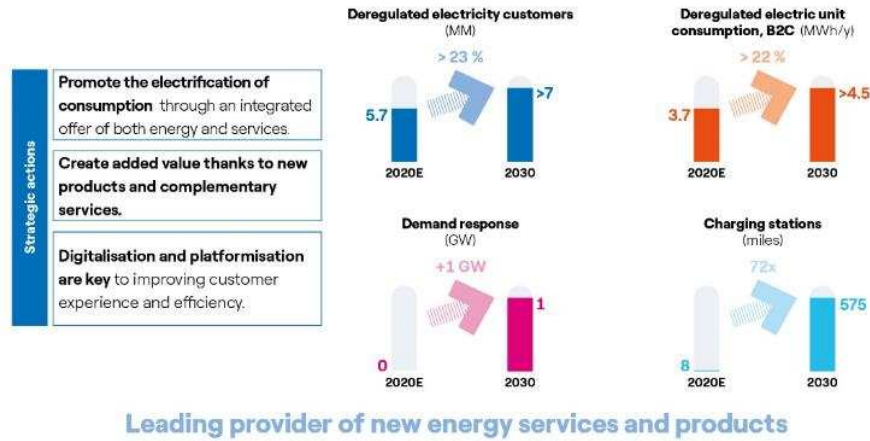 Strategic actions
Promote the electrification of
consumption through an integrated
offer of both energy and services.
Create added value thanks to new
products and complementary
services.
Digitalisation and platformisation
are key to improving customer
experience and efficiency.
Deregulated electricity customers
(MM)
> 23 %
5.7
>7
2020E
2030
Deregulated electric unit
consumption, B2C (MWh/y)
> 22 %
3.7
>4.5
2020E
2030
Demand response
(GW)
+1 GW
0
1
2020E
2030
Charging stations
(miles)
72x
8
575
2020E
2030
Leading provider of new energy services and products